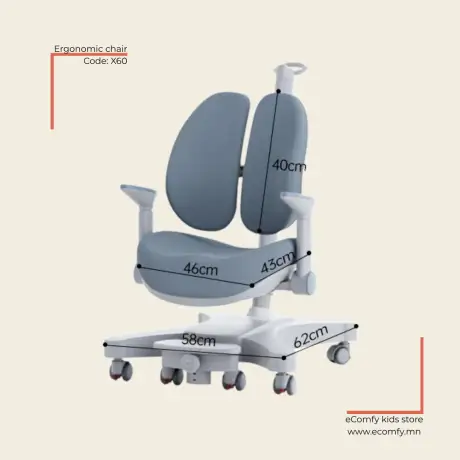 Ergonomic chair
Code: X60
40cm
46cm
43cm
58cm
62cm
eComfy kids store
www.ecomfy.mn